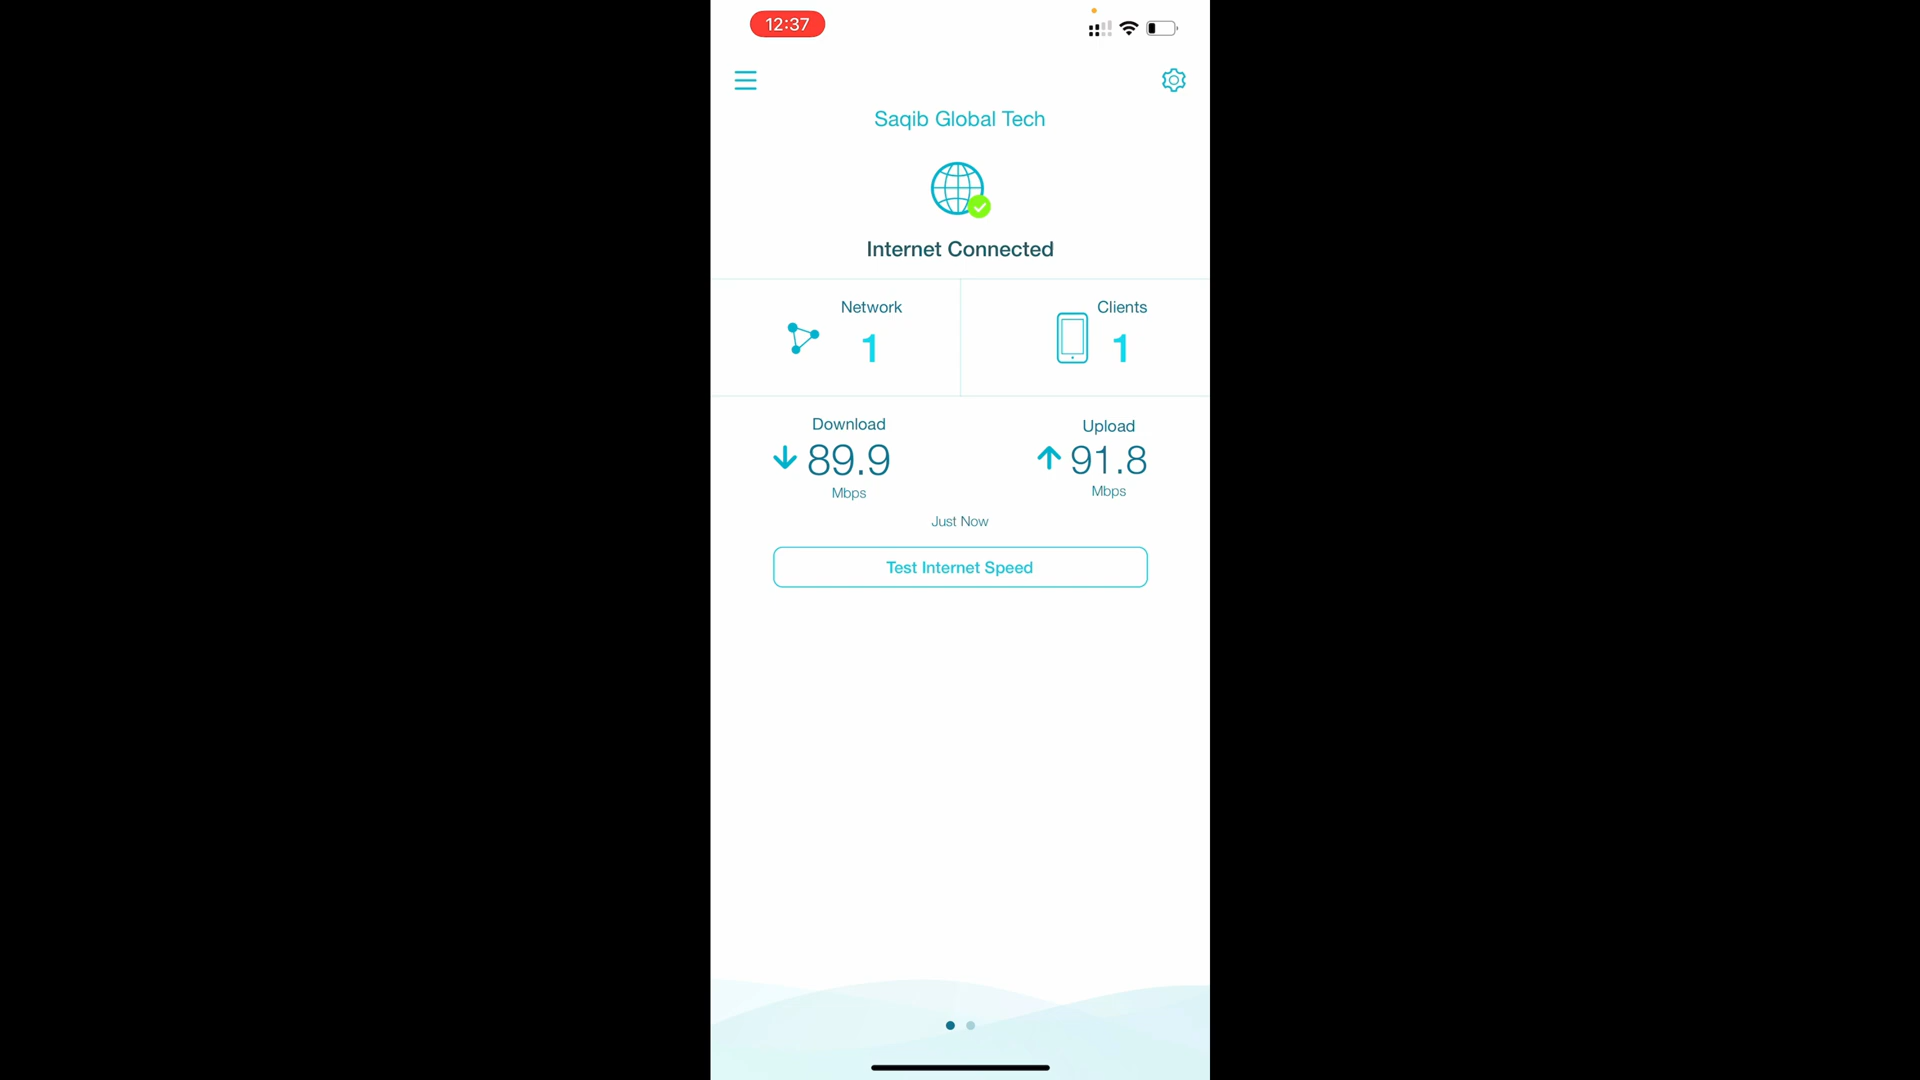 12:37
Saqib Global Tech
Internet Connected
Network
1
Clients
1
Download
89.9
Mbps
Upload
91.8
Mbps
Just Now
Test Internet Speed